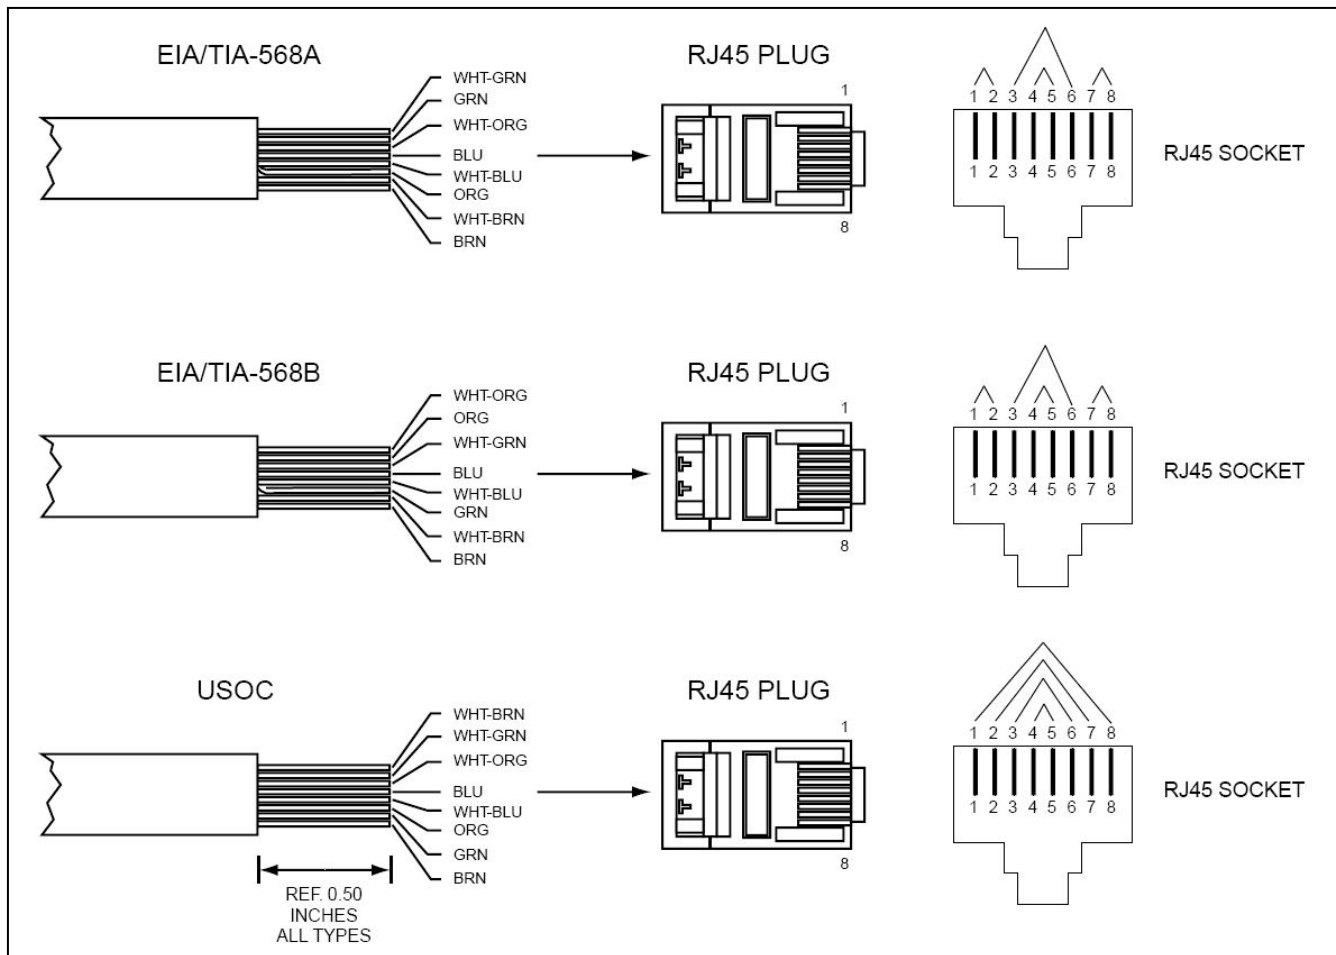 EIA/TIA-568A
WHT-GRN
GRN
WHT-ORG
BLU
WHT-BLU
ORG
WHT-BRN
BRN
RJ45 PLUG
1
8
1 2 3 4 5 6 7 8
1 2 3 4 5 6 7 8
RJ45 SOCKET
EIA/TIA-568B
WHT-ORG
ORG
WHT-GRN
BLU
WHT-BLU
GRN
WHT-BRN
BRN
RJ45 PLUG
1
8
1 2 3 4 5 6 7 8
1 2 3 4 5 6 7 8
RJ45 SOCKET
USOC
WHT-BRN
WHT-GRN
WHT-ORG
BLU
WHT-BLU
ORG
GRN
BRN
REF. 0.50
INCHES
ALL TYPES
RJ45 PLUG
1
8
1 2 3 4 5 6 7 8
1 2 3 4 5 6 7 8
RJ45 SOCKET